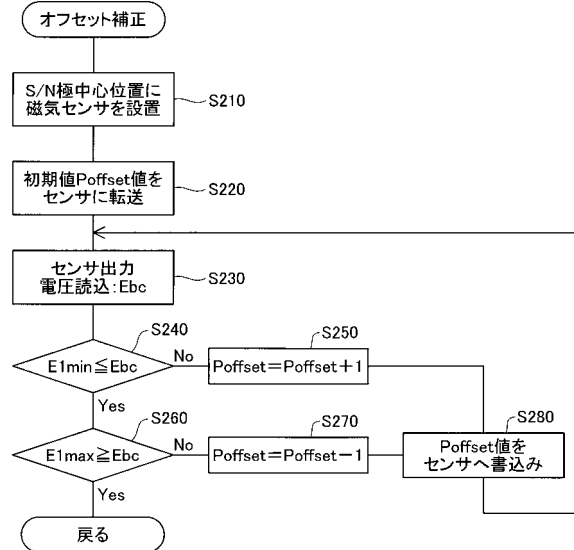 オフセット補正
S/N極中心位置に
磁気センサを設置
S210
初期値Poffset値を
センサに転送
S220
センサ出力
電圧読込:Ebc
S230
S240
E1min≦Ebc
No
S250
Poffset=Poffset+1
Yes
S260
E1max≧Ebc
No
S270
Poffset=Poffset−1
S280
Poffset値を
センサへ書込み
Yes
戻る